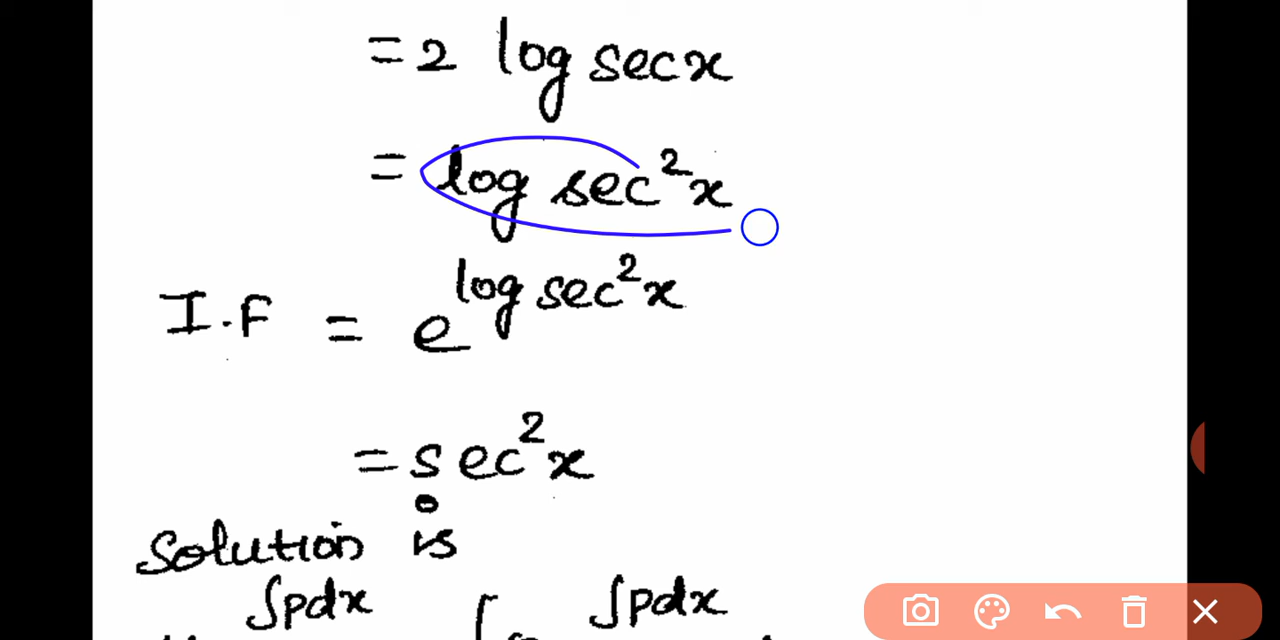 = 2 log secx
= log sec²x
I.F = e^{log sec²x}
= sec²x
Solution is
∫pdx ∫ ∫pdx